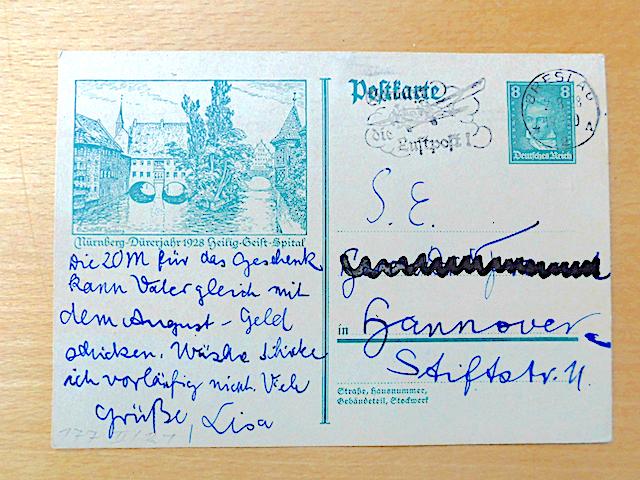 Postkarte
die Luftpost!
BRESLAU
8 8
Deutsches Reich
S. E.
in Hannover
Stiftstr. 11.
Straße, Hausnummer,
Gebäudeteil, Stockwerk
Nürnberg-Dürerjahr 1928 Heilig-Geist-Spital
Die 20 M für das Geschenk
kann Vater gleich mit
dem August-Geld
schicken. Wäsche schicke
ich vorläufig nicht. Viele
Grüße, Lisa